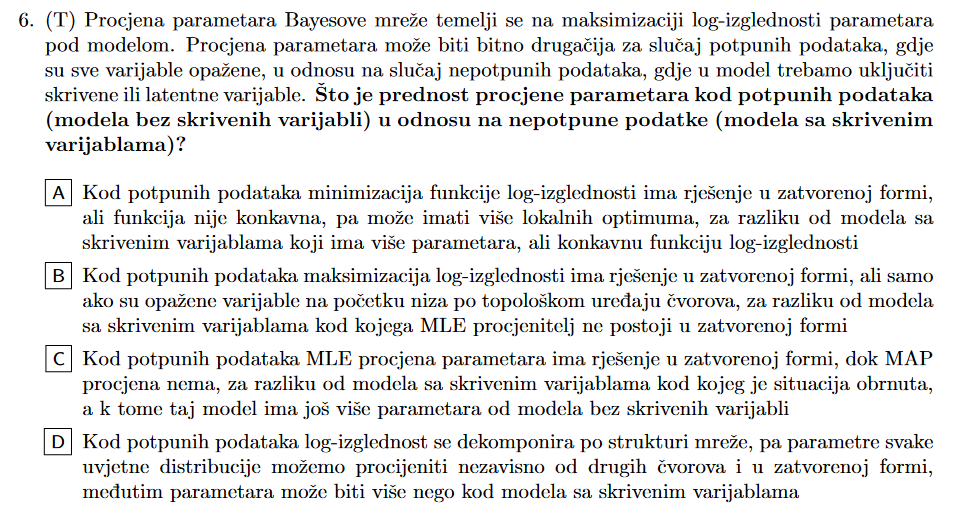 6. (T) Procjena parametara Bayesove mreže temelji se na maksimizaciji log-izglednosti parametara
pod modelom. Procjena parametara može biti bitno drugačija za slučaj potpunih podataka, gdje
su sve varijable opažene, u odnosu na slučaj nepotpunih podataka, gdje u model trebamo uključiti
skrivene ili latentne varijable. Što je prednost procjene parametara kod potpunih podataka
(modela bez skrivenih varijabli) u odnosu na nepotpune podatke (modela sa skrivenim
varijablama)?
A Kod potpunih podataka minimizacija funkcije log-izglednosti ima rješenje u zatvorenoj formi,
ali funkcija nije konkavna, pa može imati više lokalnih optimuma, za razliku od modela sa
skrivenim varijablama koji ima više parametara, ali konkavnu funkciju log-izglednosti
B Kod potpunih podataka maksimizacija log-izglednosti ima rješenje u zatvorenoj formi, ali samo
ako su opažene varijable na početku niza po topološkom uređaju čvorova, za razliku od modela
sa skrivenim varijablama kod kojega MLE procjenitelj ne postoji u zatvorenoj formi
C Kod potpunih podataka MLE procjena parametara ima rješenje u zatvorenoj formi, dok MAP
procjena nema, za razliku od modela sa skrivenim varijablama kod kojeg je situacija obrnuta,
a k tome taj model ima još više parametara od modela bez skrivenih varijabli
D Kod potpunih podataka log-izglednost se dekomponira po strukturi mreže, pa parametre svake
uvjetne distribucije možemo procijeniti nezavisno od drugih čvorova i u zatvorenoj formi,
međutim parametara može biti više nego kod modela sa skrivenim varijablama